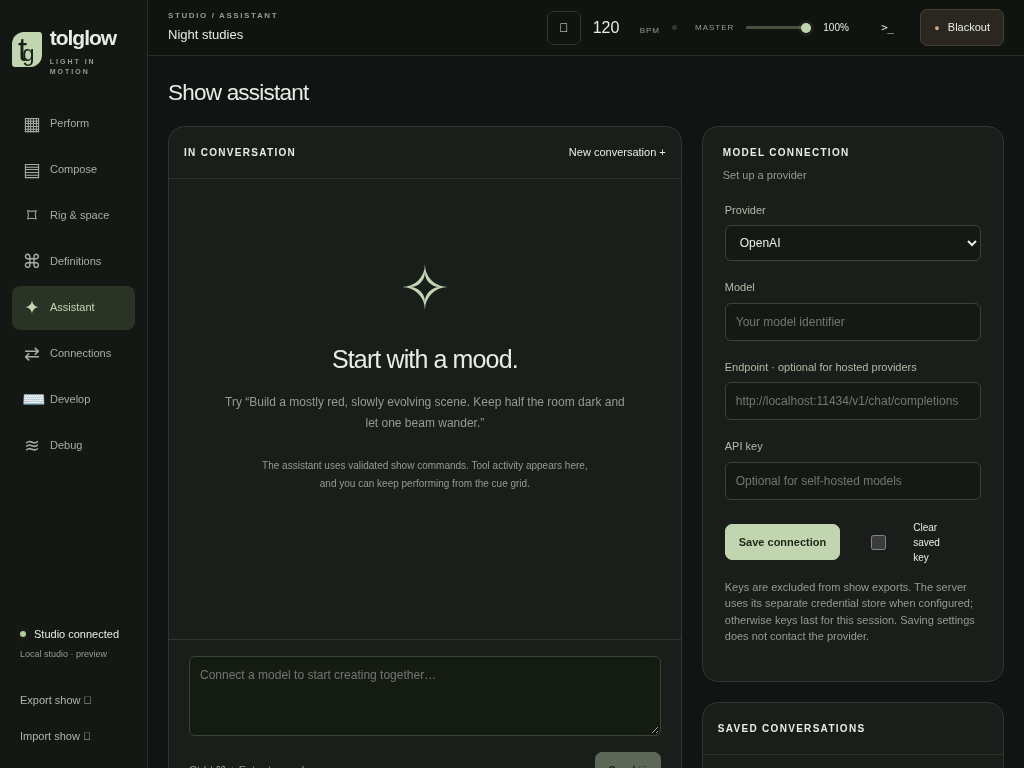 tg
tolglow
LIGHT IN
MOTION
Perform
Compose
Rig & space
Definitions
Assistant
Connections
Develop
Debug
Studio connected
Local studio · preview
Export show
Import show
STUDIO / ASSISTANT
Night studies
120
BPM
MASTER
100%
>_
Blackout
Show assistant
IN CONVERSATION
New conversation +
Start with a mood.
Try “Build a mostly red, slowly evolving scene. Keep half the room dark and
let one beam wander.”
The assistant uses validated show commands. Tool activity appears here,
and you can keep performing from the cue grid.
Connect a model to start creating together…
MODEL CONNECTION
Set up a provider
Provider
OpenAI
Model
Your model identifier
Endpoint · optional for hosted providers
http://localhost:11434/v1/chat/completions
API key
Optional for self-hosted models
Save connection
Clear
saved
key
Keys are excluded from show exports. The server
uses its separate credential store when configured;
otherwise keys last for this session. Saving settings
does not contact the provider.
SAVED CONVERSATIONS